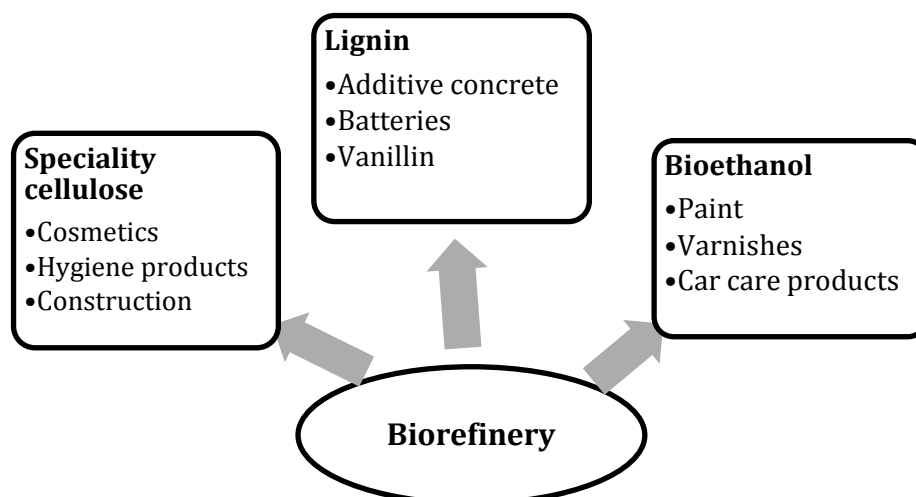 Lignin
•Additive concrete
•Batteries
•Vanillin
Speciality
cellulose
•Cosmetics
•Hygiene products
•Construction
Bioethanol
•Paint
•Varnishes
•Car care products
Biorefinery